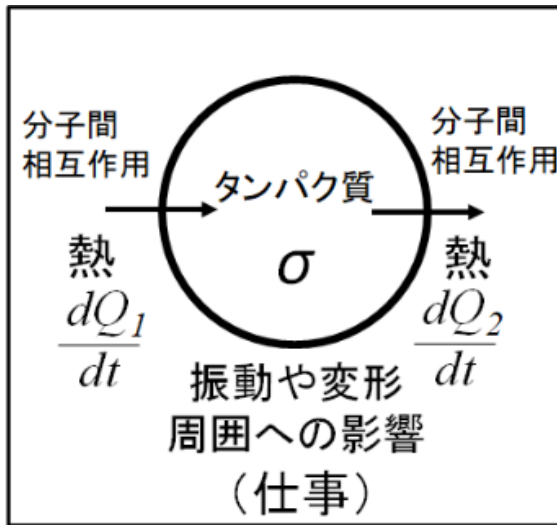 分子間
相互作用
分子間
相互作用
タンパク質
σ
熱
dQ1
dt
熱
dQ2
dt
振動や変形
周囲への影響
（仕事）